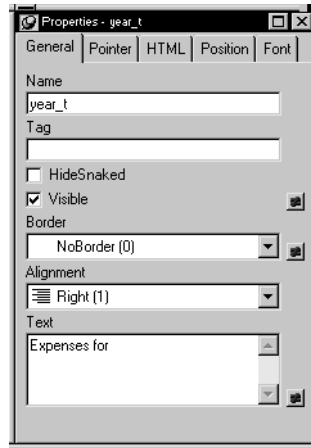 Properties - year_t
General Pointer HTML Position Font
Name
year_t
Tag
HideSnaked
Visible
Border
NoBorder (0)
Alignment
Right (1)
Text
Expenses for